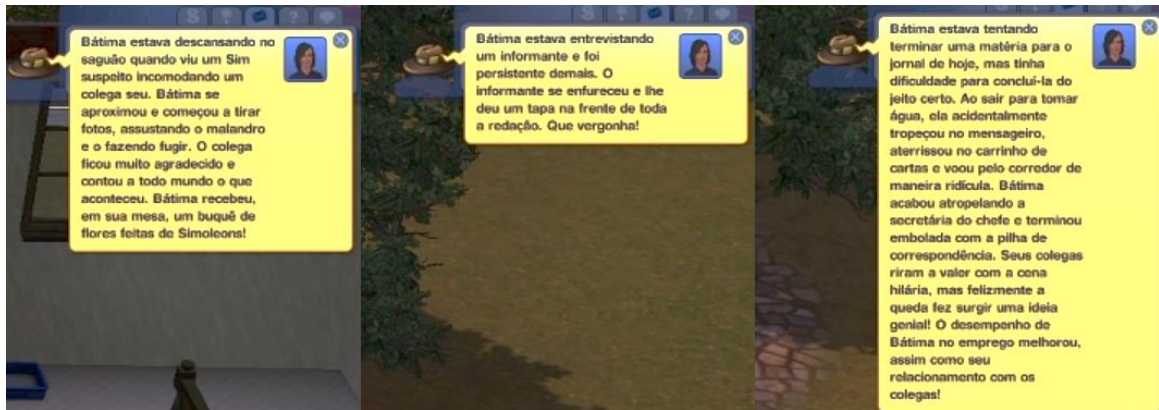 Bátima estava descansando no
saguão quando viu um Sim
suspeito incomodando um
colega seu. Bátima se
aproximou e começou a tirar
fotos, assustando o malandro
e o fazendo fugir. O colega
ficou muito agradecido e
contou a todo mundo o que
aconteceu. Bátima recebeu,
em sua mesa, um buquê de
flores feitas de Simoleons!
Bátima estava entrevistando
um informante e foi
persistente demais. O
informante se enfureceu e lhe
deu um tapa na frente de toda
a redação. Que vergonha!
Bátima estava tentando
terminar uma matéria para o
jornal de hoje, mas tinha
dificuldade para concluí-la do
jeito certo. Ao sair para tomar
água, ela acidentalmente
tropeçou no mensageiro,
aterrissou no carrinho de
cartas e voou pelo corredor de
maneira ridícula. Bátima
acabou atropelando a
secretária do chefe e terminou
embolada com a pilha de
correspondência. Seus colegas
riram a valer com a cena
hilária, mas felizmente a
queda fez surgir uma ideia
genial! O desempenho de
Bátima no emprego melhorou,
assim como seu
relacionamento com os
colegas!